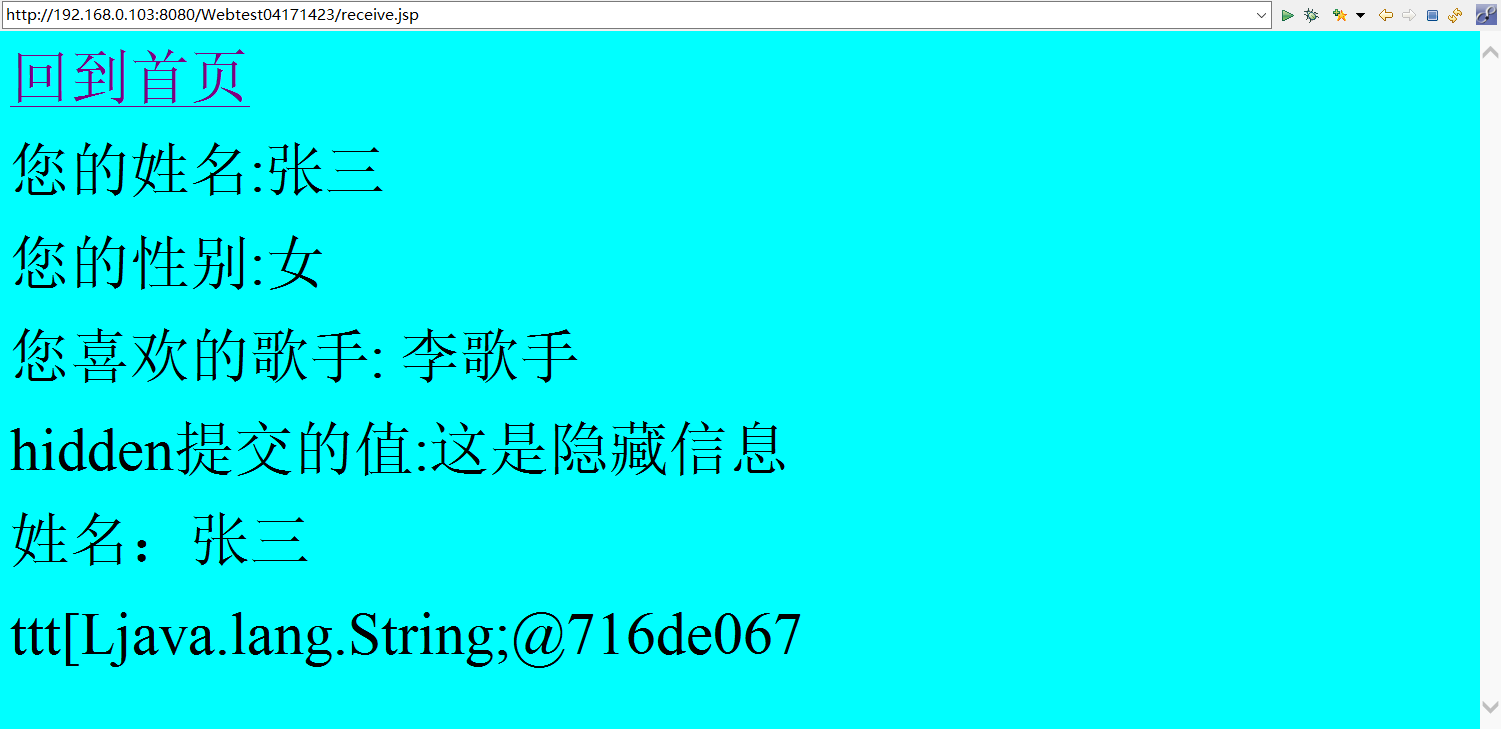 http://192.168.0.103:8080/Webtest04171423/receive.jsp
回到首页
您的姓名:张三
您的性别:女
您喜欢的歌手: 李歌手
hidden提交的值:这是隐藏信息
姓名：张三
ttt[Ljava.lang.String;@716de067